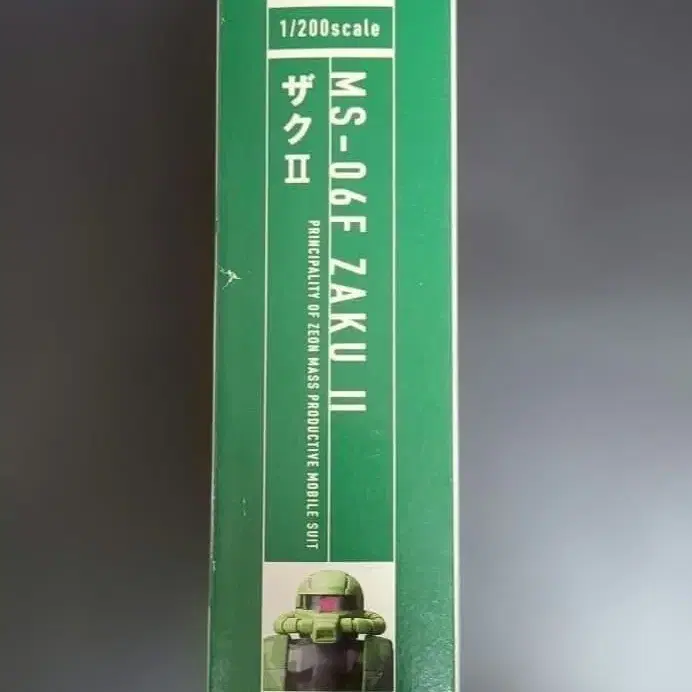 1/200scale
MS-06F ZAKU II
ザクⅡ
PRINCIPALITY OF ZEON MASS PRODUCTIVE MOBILE SUIT